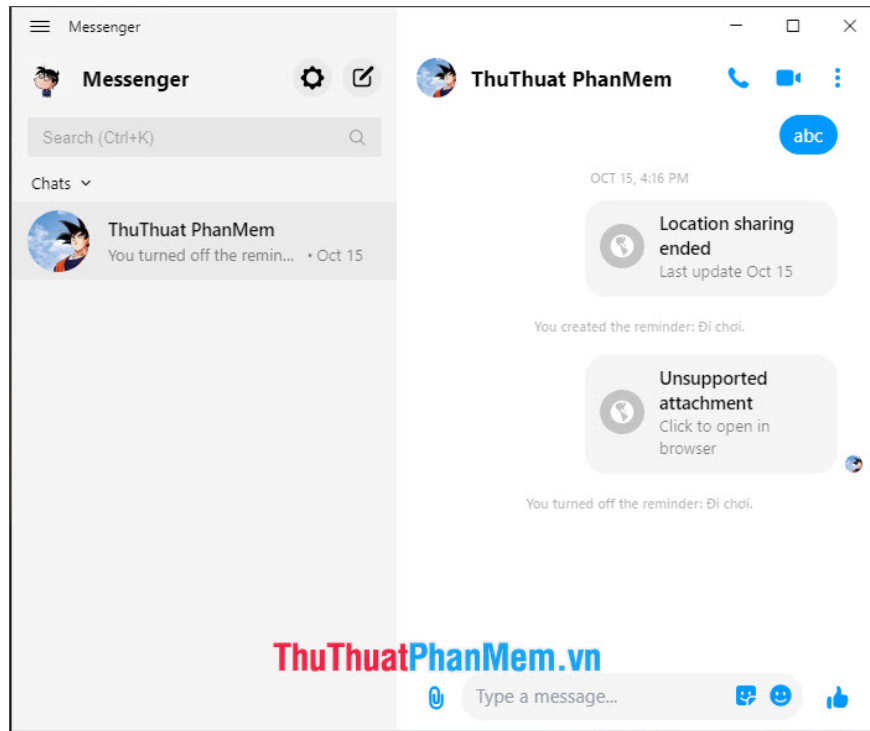 Messenger
Messenger
Search (Ctrl+K)
Chats
ThuThuat PhanMem
You turned off the remin... • Oct 15
ThuThuat PhanMem
abc
OCT 15, 4:16 PM
Location sharing
ended
Last update Oct 15
You created the reminder: Đi chơi.
Unsupported
attachment
Click to open in
browser
You turned off the reminder: Đi chơi.
ThuThuatPhanMem.vn
Type a message...